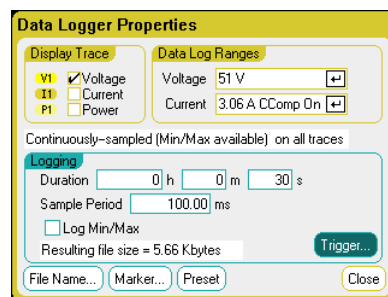 Data Logger Properties
Display Trace
V1 Voltage
I1 Current
P1 Power
Data Log Ranges
Voltage 51 V
Current 3.06 A CComp On
Continuously-sampled (Min/Max available) on all traces
Logging
Duration 0 h 0 m 30 s
Sample Period 100.00 ms
Log Min/Max
Resulting file size = 5.66 Kbytes
Trigger...
File Name... Marker... Preset Close